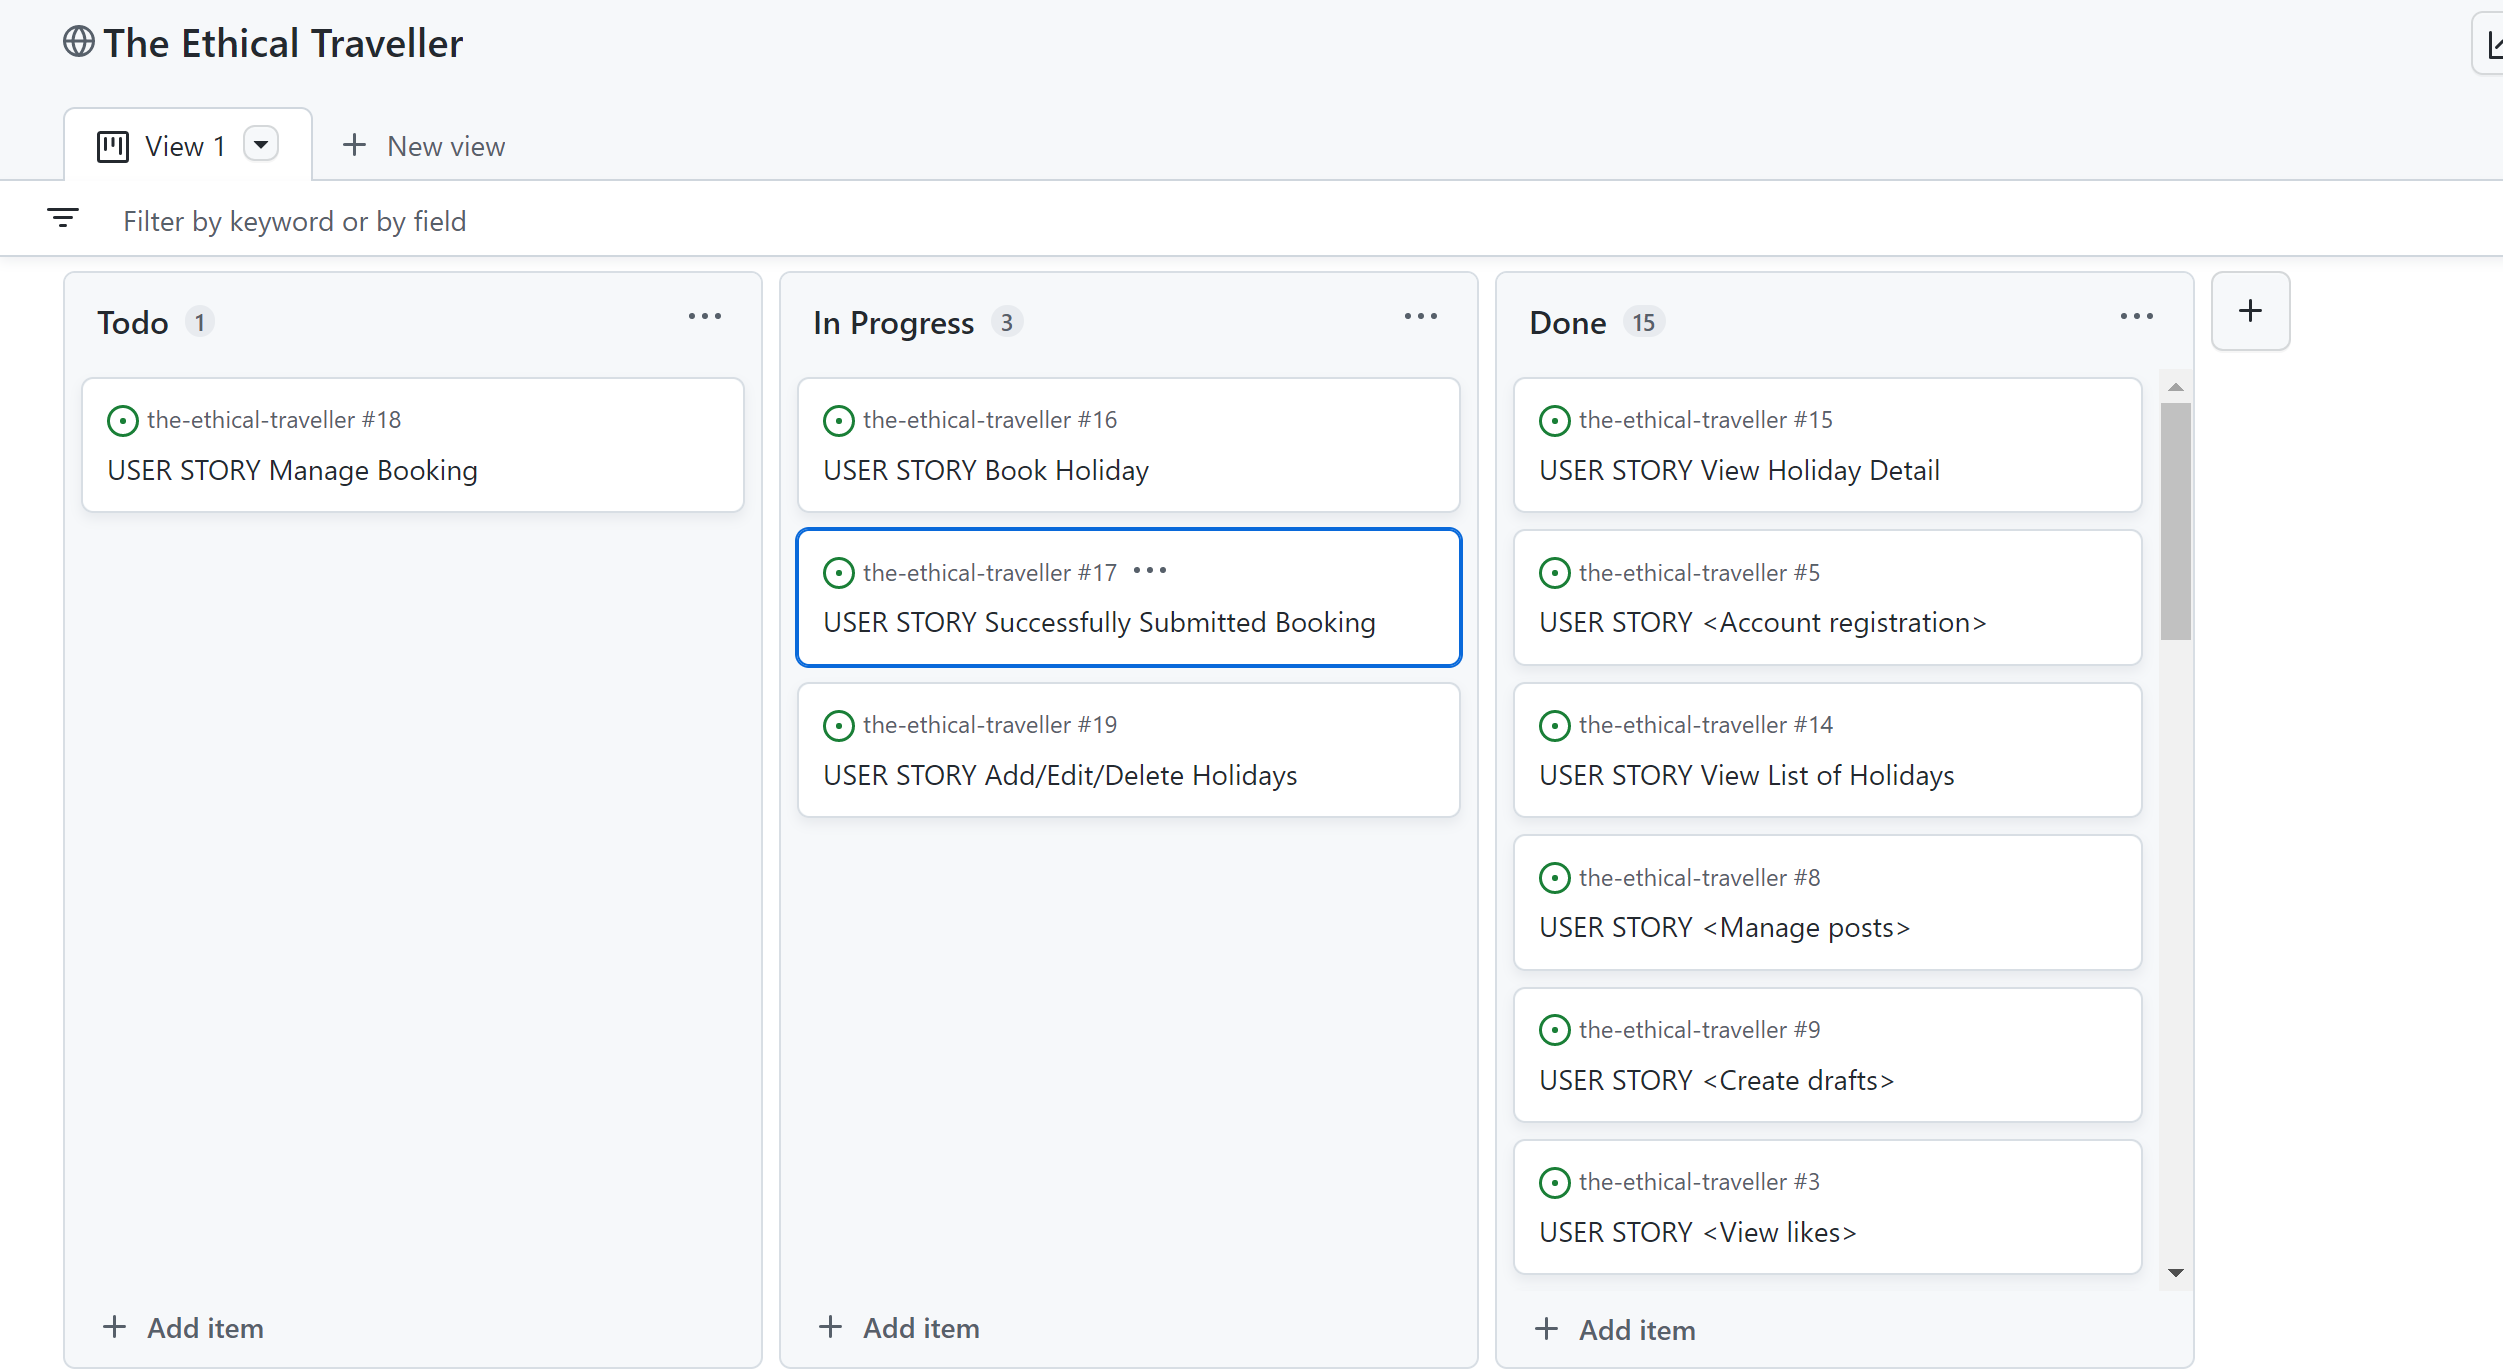 The Ethical Traveller
View 1
New view
Filter by keyword or by field
Todo 1
the-ethical-traveller #18
USER STORY Manage Booking
Add item
In Progress 3
the-ethical-traveller #16
USER STORY Book Holiday
the-ethical-traveller #17
USER STORY Successfully Submitted Booking
the-ethical-traveller #19
USER STORY Add/Edit/Delete Holidays
Add item
Done 15
the-ethical-traveller #15
USER STORY View Holiday Detail
the-ethical-traveller #5
USER STORY <Account registration>
the-ethical-traveller #14
USER STORY View List of Holidays
the-ethical-traveller #8
USER STORY <Manage posts>
the-ethical-traveller #9
USER STORY <Create drafts>
the-ethical-traveller #3
USER STORY <View likes>
Add item